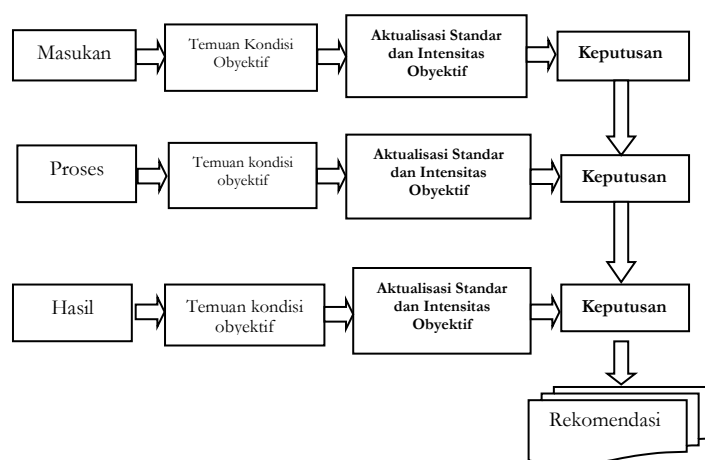 Masukan
Temuan Kondisi
Obyektif
Aktualisasi Standar
dan Intensitas
Obyektif
Keputusan
Proses
Temuan kondisi
obyektif
Aktualisasi Standar
dan Intensitas
Obyektif
Keputusan
Hasil
Temuan kondisi
obyektif
Aktualisasi Standar
dan Intensitas
Obyektif
Keputusan
Rekomendasi